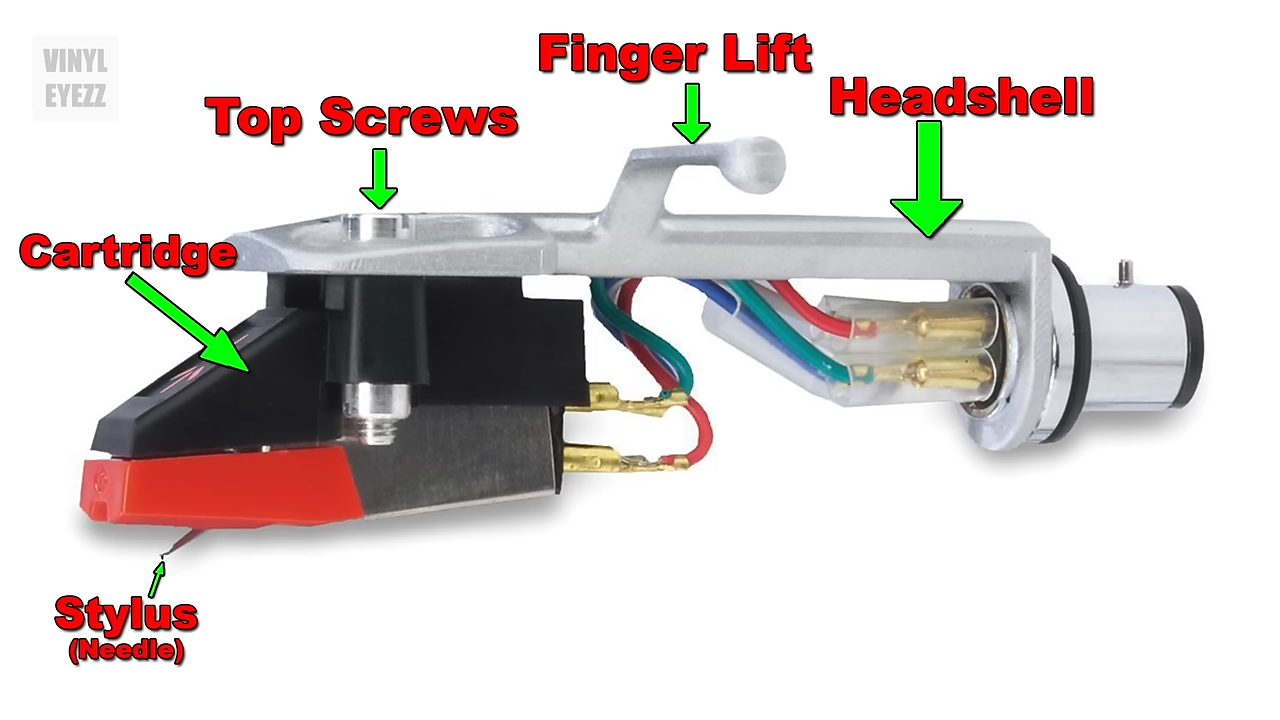 VINYL
EYEZZ
Finger Lift
Headshell
Top Screws
Cartridge
Stylus
(Needle)